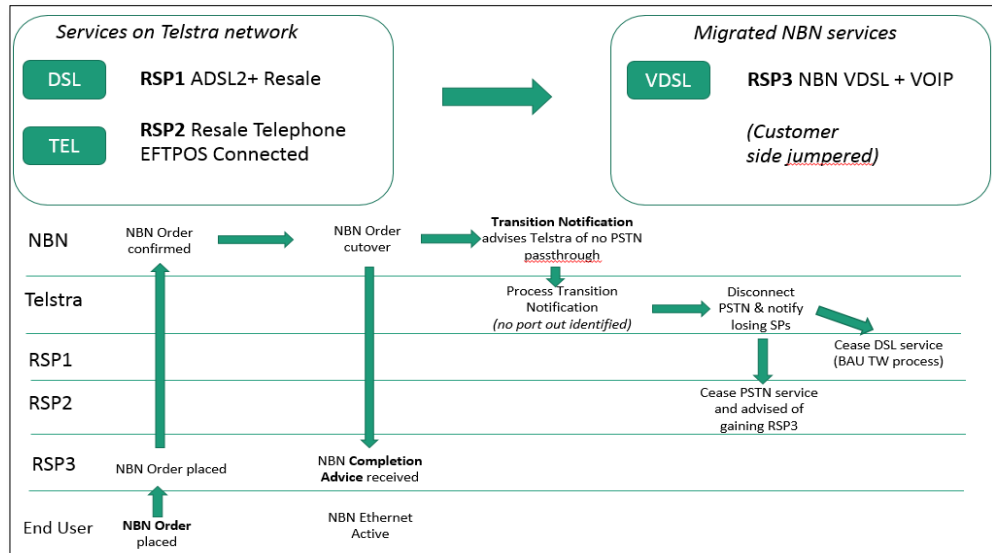 Services on Telstra network
DSL
RSP1 ADSL2+ Resale
TEL
RSP2 Resale Telephone
EFTPOS Connected
Migrated NBN services
VDSL
RSP3 NBN VDSL + VOIP
(Customer
side jumpered)
NBN
NBN Order
confirmed
NBN Order
cutover
Transition Notification
advises Telstra of no PSTN
passthrough
Telstra
Process Transition
Notification
(no port out identified)
Disconnect
PSTN & notify
losing SPs
RSP1
Cease DSL service
(BAU TW process)
RSP2
Cease PSTN service
and advised of
gaining RSP3
RSP3
NBN Order placed
NBN Completion
Advice received
End User
NBN Order
placed
NBN Ethernet
Active